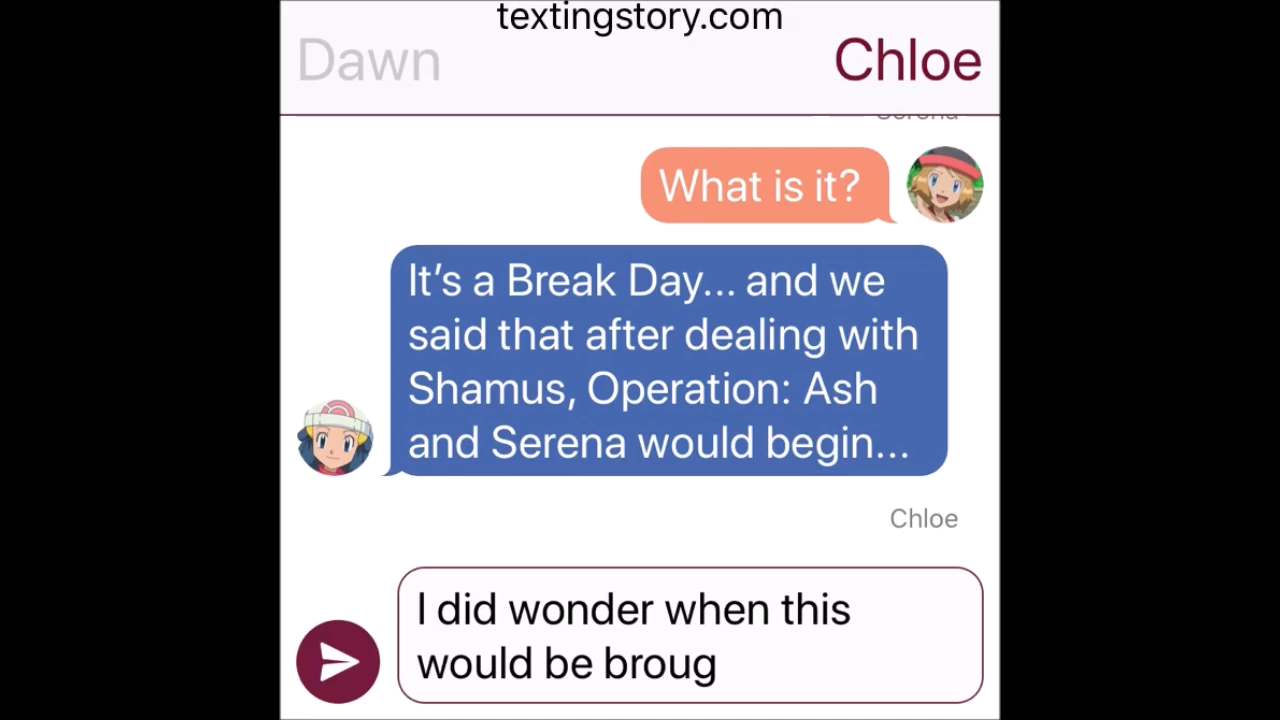 textingstory.com
Dawn
Chloe
Serena
What is it?
It’s a Break Day... and we
said that after dealing with
Shamus, Operation: Ash
and Serena would begin...
Chloe
I did wonder when this
would be broug